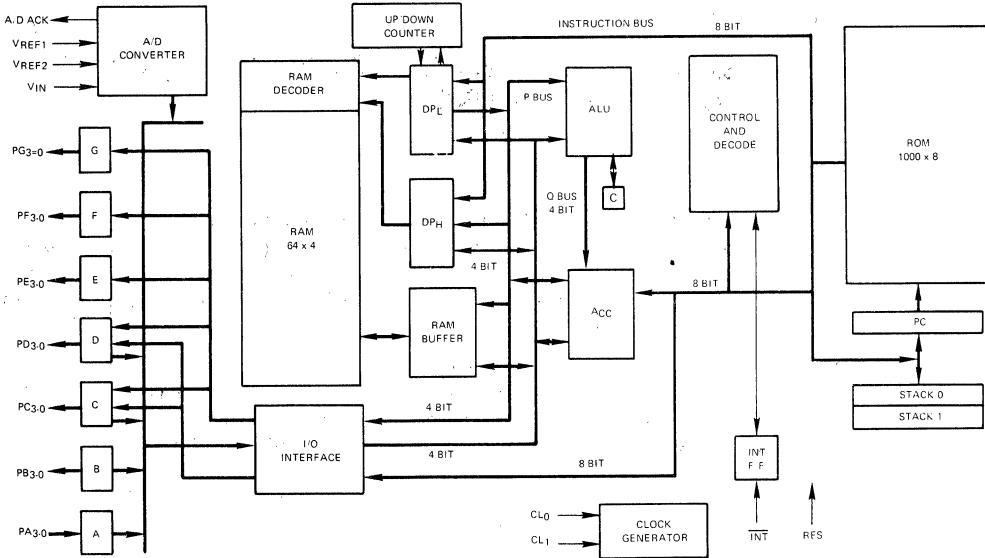 A/D ACK
VREF1
VREF2
VIN
A/D
CONVERTER
UP DOWN
COUNTER
INSTRUCTION BUS
8 BIT
RAM
DECODER
DPL
P BUS
ALU
CONTROL
AND
DECODE
ROM
1000 x 8
PG3=0
G
C
Q BUS
4 BIT
PF3-0
F
RAM
64 x 4
DPH
4 BIT
PE3-0
E
8 BIT
ACC
PC
RAM
BUFFER
PD3-0
D
PC3-0
C
STACK 0
STACK 1
4 BIT
I/O
INTERFACE
4 BIT
8 BIT
PB3-0
B
INT
F F
PA3-0
A
CL0
CL1
CLOCK
GENERATOR
INT
RES